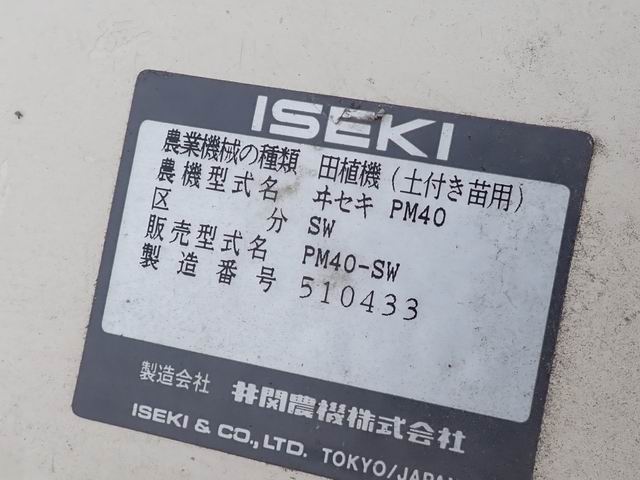 ISEKI
農業機械の種類 田植機(土付き苗用)
農機型式名 ヰセキ PM40
区分 SW
販売型式名 PM40-SW
製造番号 510433
製造会社 井関農機株式会社
ISEKI & CO., LTD. TOKYO/JAPAN